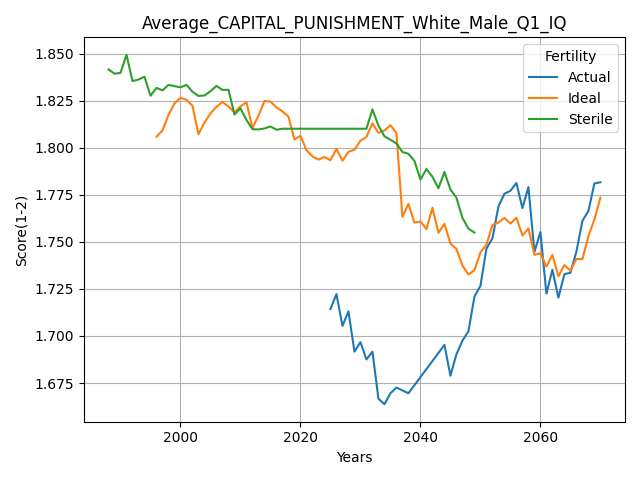 Average_CAPITAL_PUNISHMENT_White_Male_Q1_IQ
Fertility
Actual
Ideal
Sterile
Score(1-2)
1.850
1.825
1.800
1.775
1.750
1.725
1.700
1.675
2000
2020
2040
2060
Years